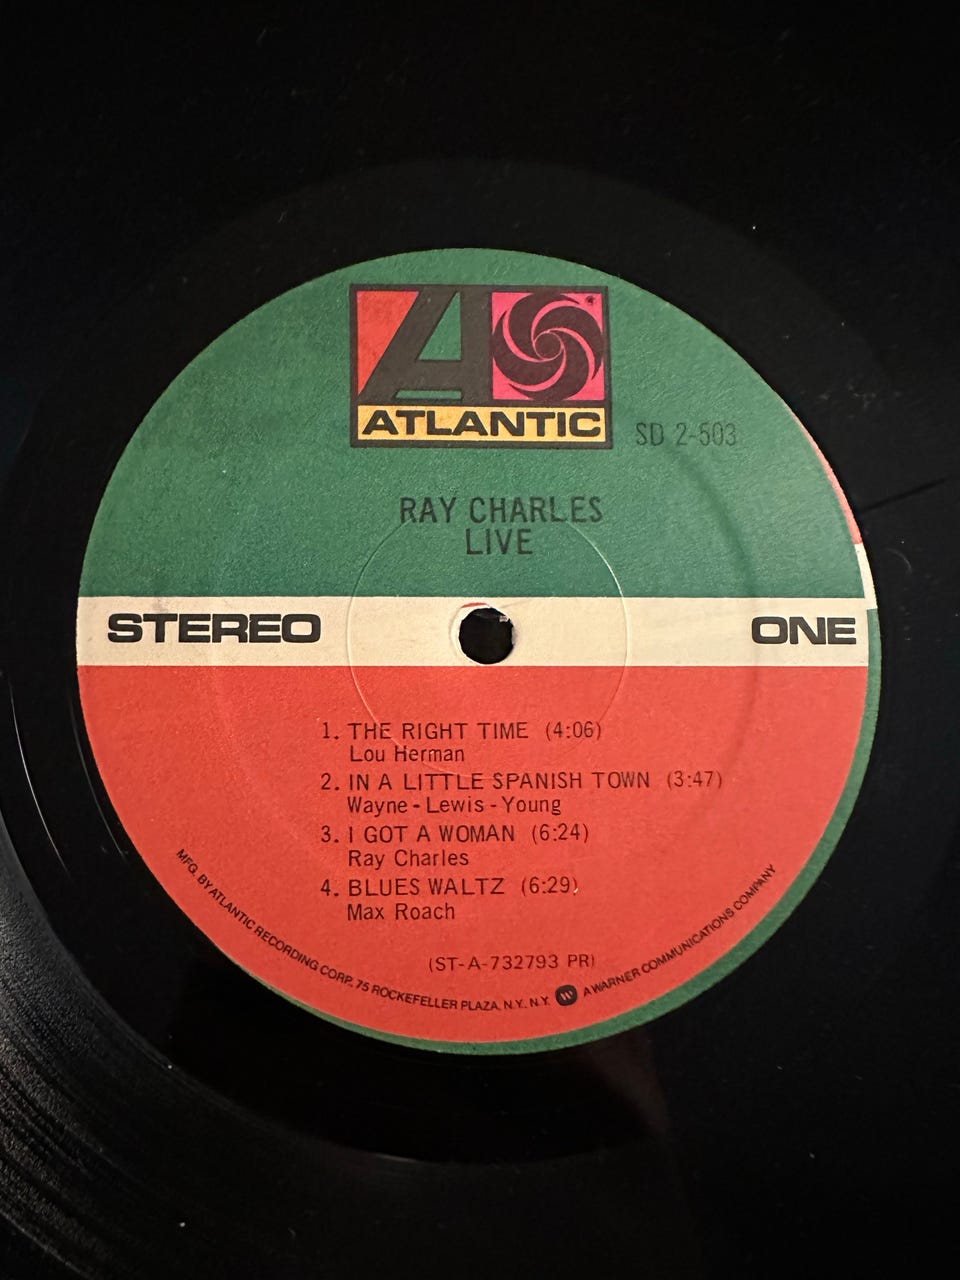 ATLANTIC
SD 2-503
RAY CHARLES
LIVE
STEREO
ONE
1. THE RIGHT TIME (4:06)
Lou Herman
2. IN A LITTLE SPANISH TOWN (3:47)
Wayne - Lewis - Young
3. I GOT A WOMAN (6:24)
Ray Charles
4. BLUES WALTZ (6:29)
Max Roach
(ST-A-732793 PR)
MFG. BY ATLANTIC RECORDING CORP., 75 ROCKEFELLER PLAZA, N.Y. N.Y. A WARNER COMMUNICATIONS COMPANY